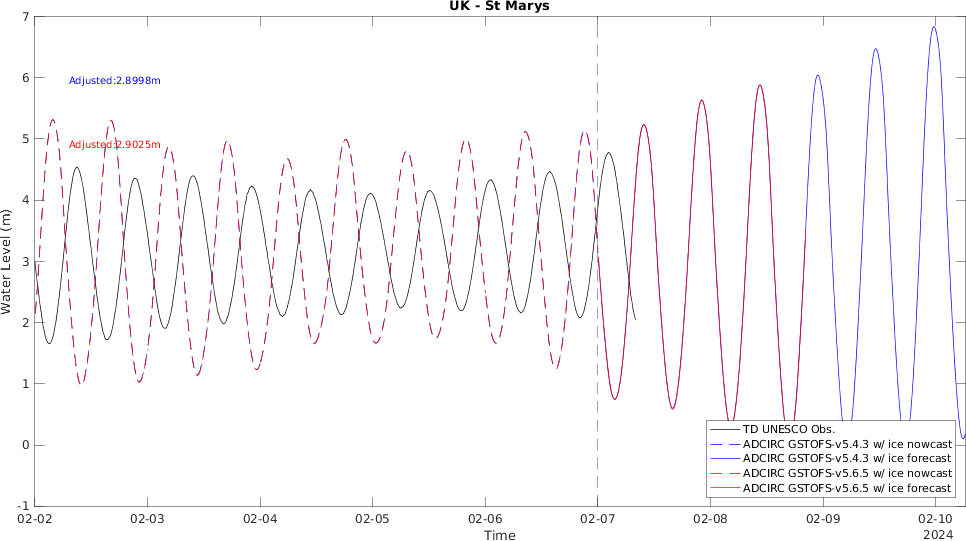 UK - St Marys
7
6
5
4
3
2
1
0
-1
Water Level (m)
Adjusted:2.8998m
Adjusted:2.9025m
TD UNESCO Obs.
ADCIRC GSTOFS-v5.4.3 w/ ice nowcast
ADCIRC GSTOFS-v5.4.3 w/ ice forecast
ADCIRC GSTOFS-v5.6.5 w/ ice nowcast
ADCIRC GSTOFS-v5.6.5 w/ ice forecast
02-02 02-03 02-04 02-05 02-06 02-07 02-08 02-09 02-10
2024
Time